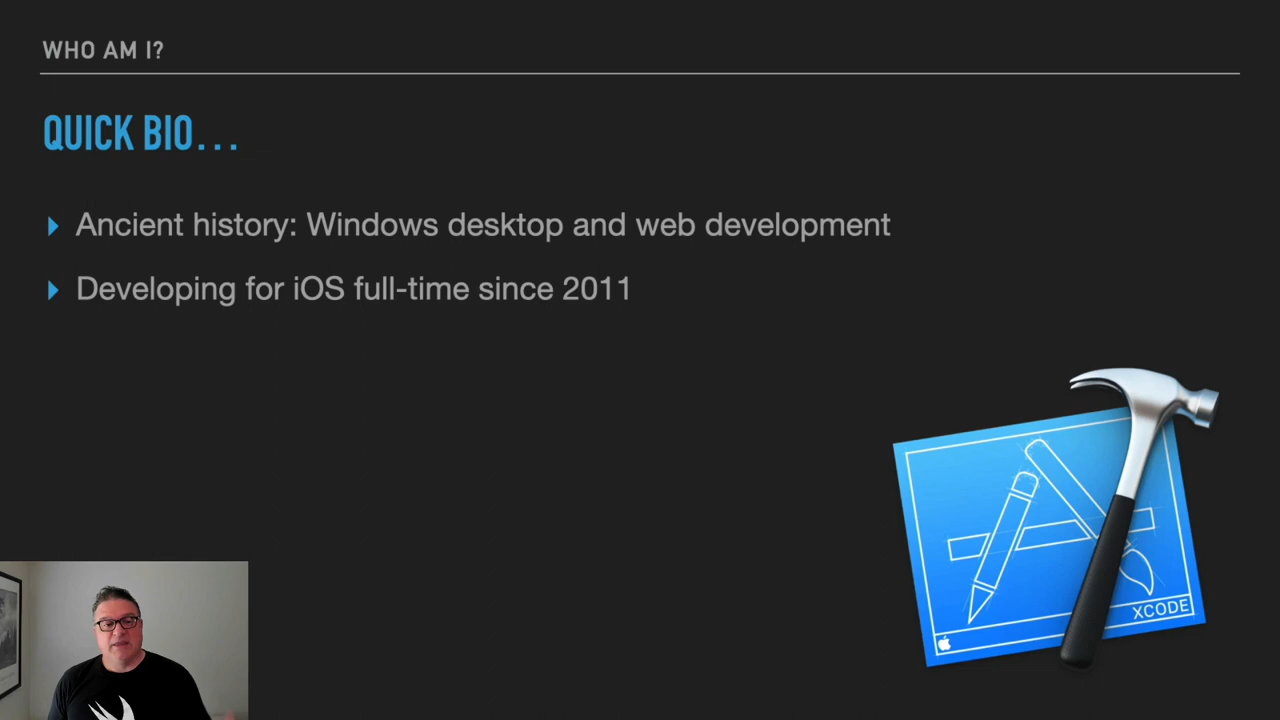 WHO AM I?
QUICK BIO...
Ancient history: Windows desktop and web development
Developing for iOS full-time since 2011
XCODE